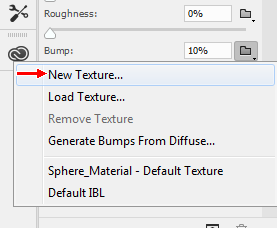 Roughness: 0%
Bump: 10%
New Texture...
Load Texture...
Remove Texture
Generate Bumps From Diffuse...
Sphere_Material - Default Texture
Default IBL